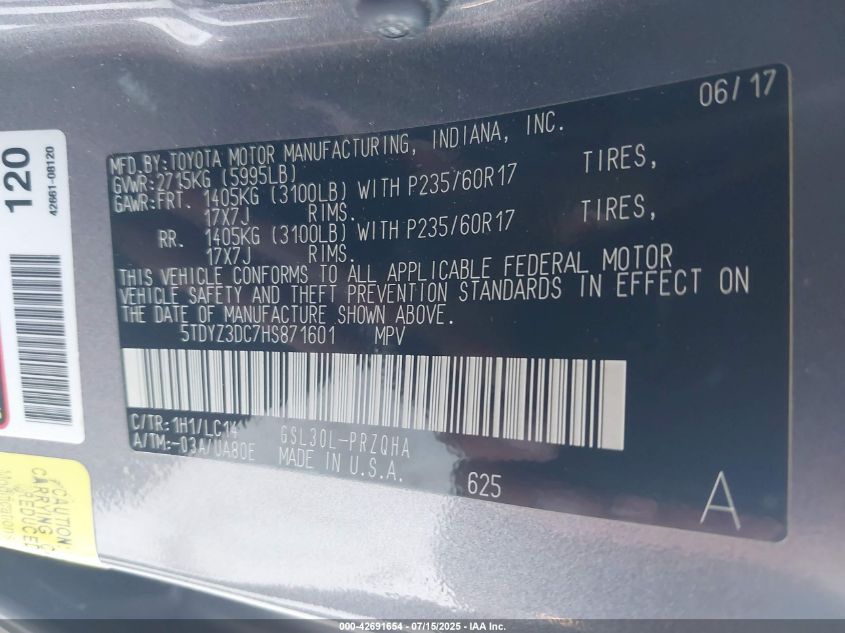 06/17
MFD.BY:TOYOTA MOTOR MANUFACTURING, INDIANA, INC.
GVWR:2715KG (5995LB)
GAWR:FRT. 1405KG (3100LB) WITH P235/60R17 TIRES,
17X7J RIMS.
RR. 1405KG (3100LB) WITH P235/60R17 TIRES,
17X7J RIMS.
THIS VEHICLE CONFORMS TO ALL APPLICABLE FEDERAL MOTOR
VEHICLE SAFETY AND THEFT PREVENTION STANDARDS IN EFFECT ON
THE DATE OF MANUFACTURE SHOWN ABOVE.
5TDYZ3DC7HS871601 MPV
C/TR:1H1/LC14 GSL30L-PRZQHA
A/TM:-03A/UA80E MADE IN U.S.A.
625
A
120
42661-08120
CAUTION:
CARRYING C
REDUCED
Modifications
000-42691654 - 07/15/2025 - IAA Inc.